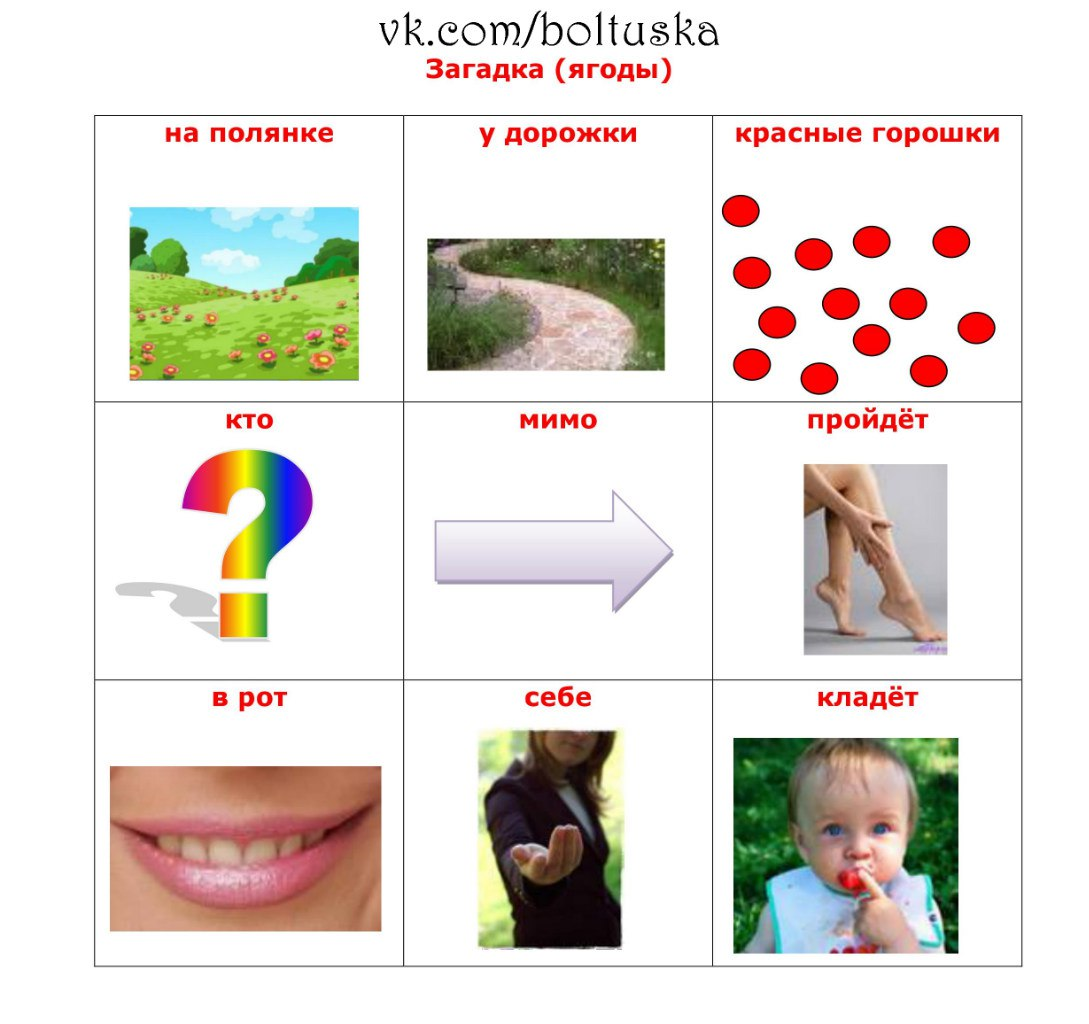 vk.com/boltuska
Загадка (ягоды)
на полянке
у дорожки
красные горошки
кто
мимо
пройдёт
в рот
себе
кладёт